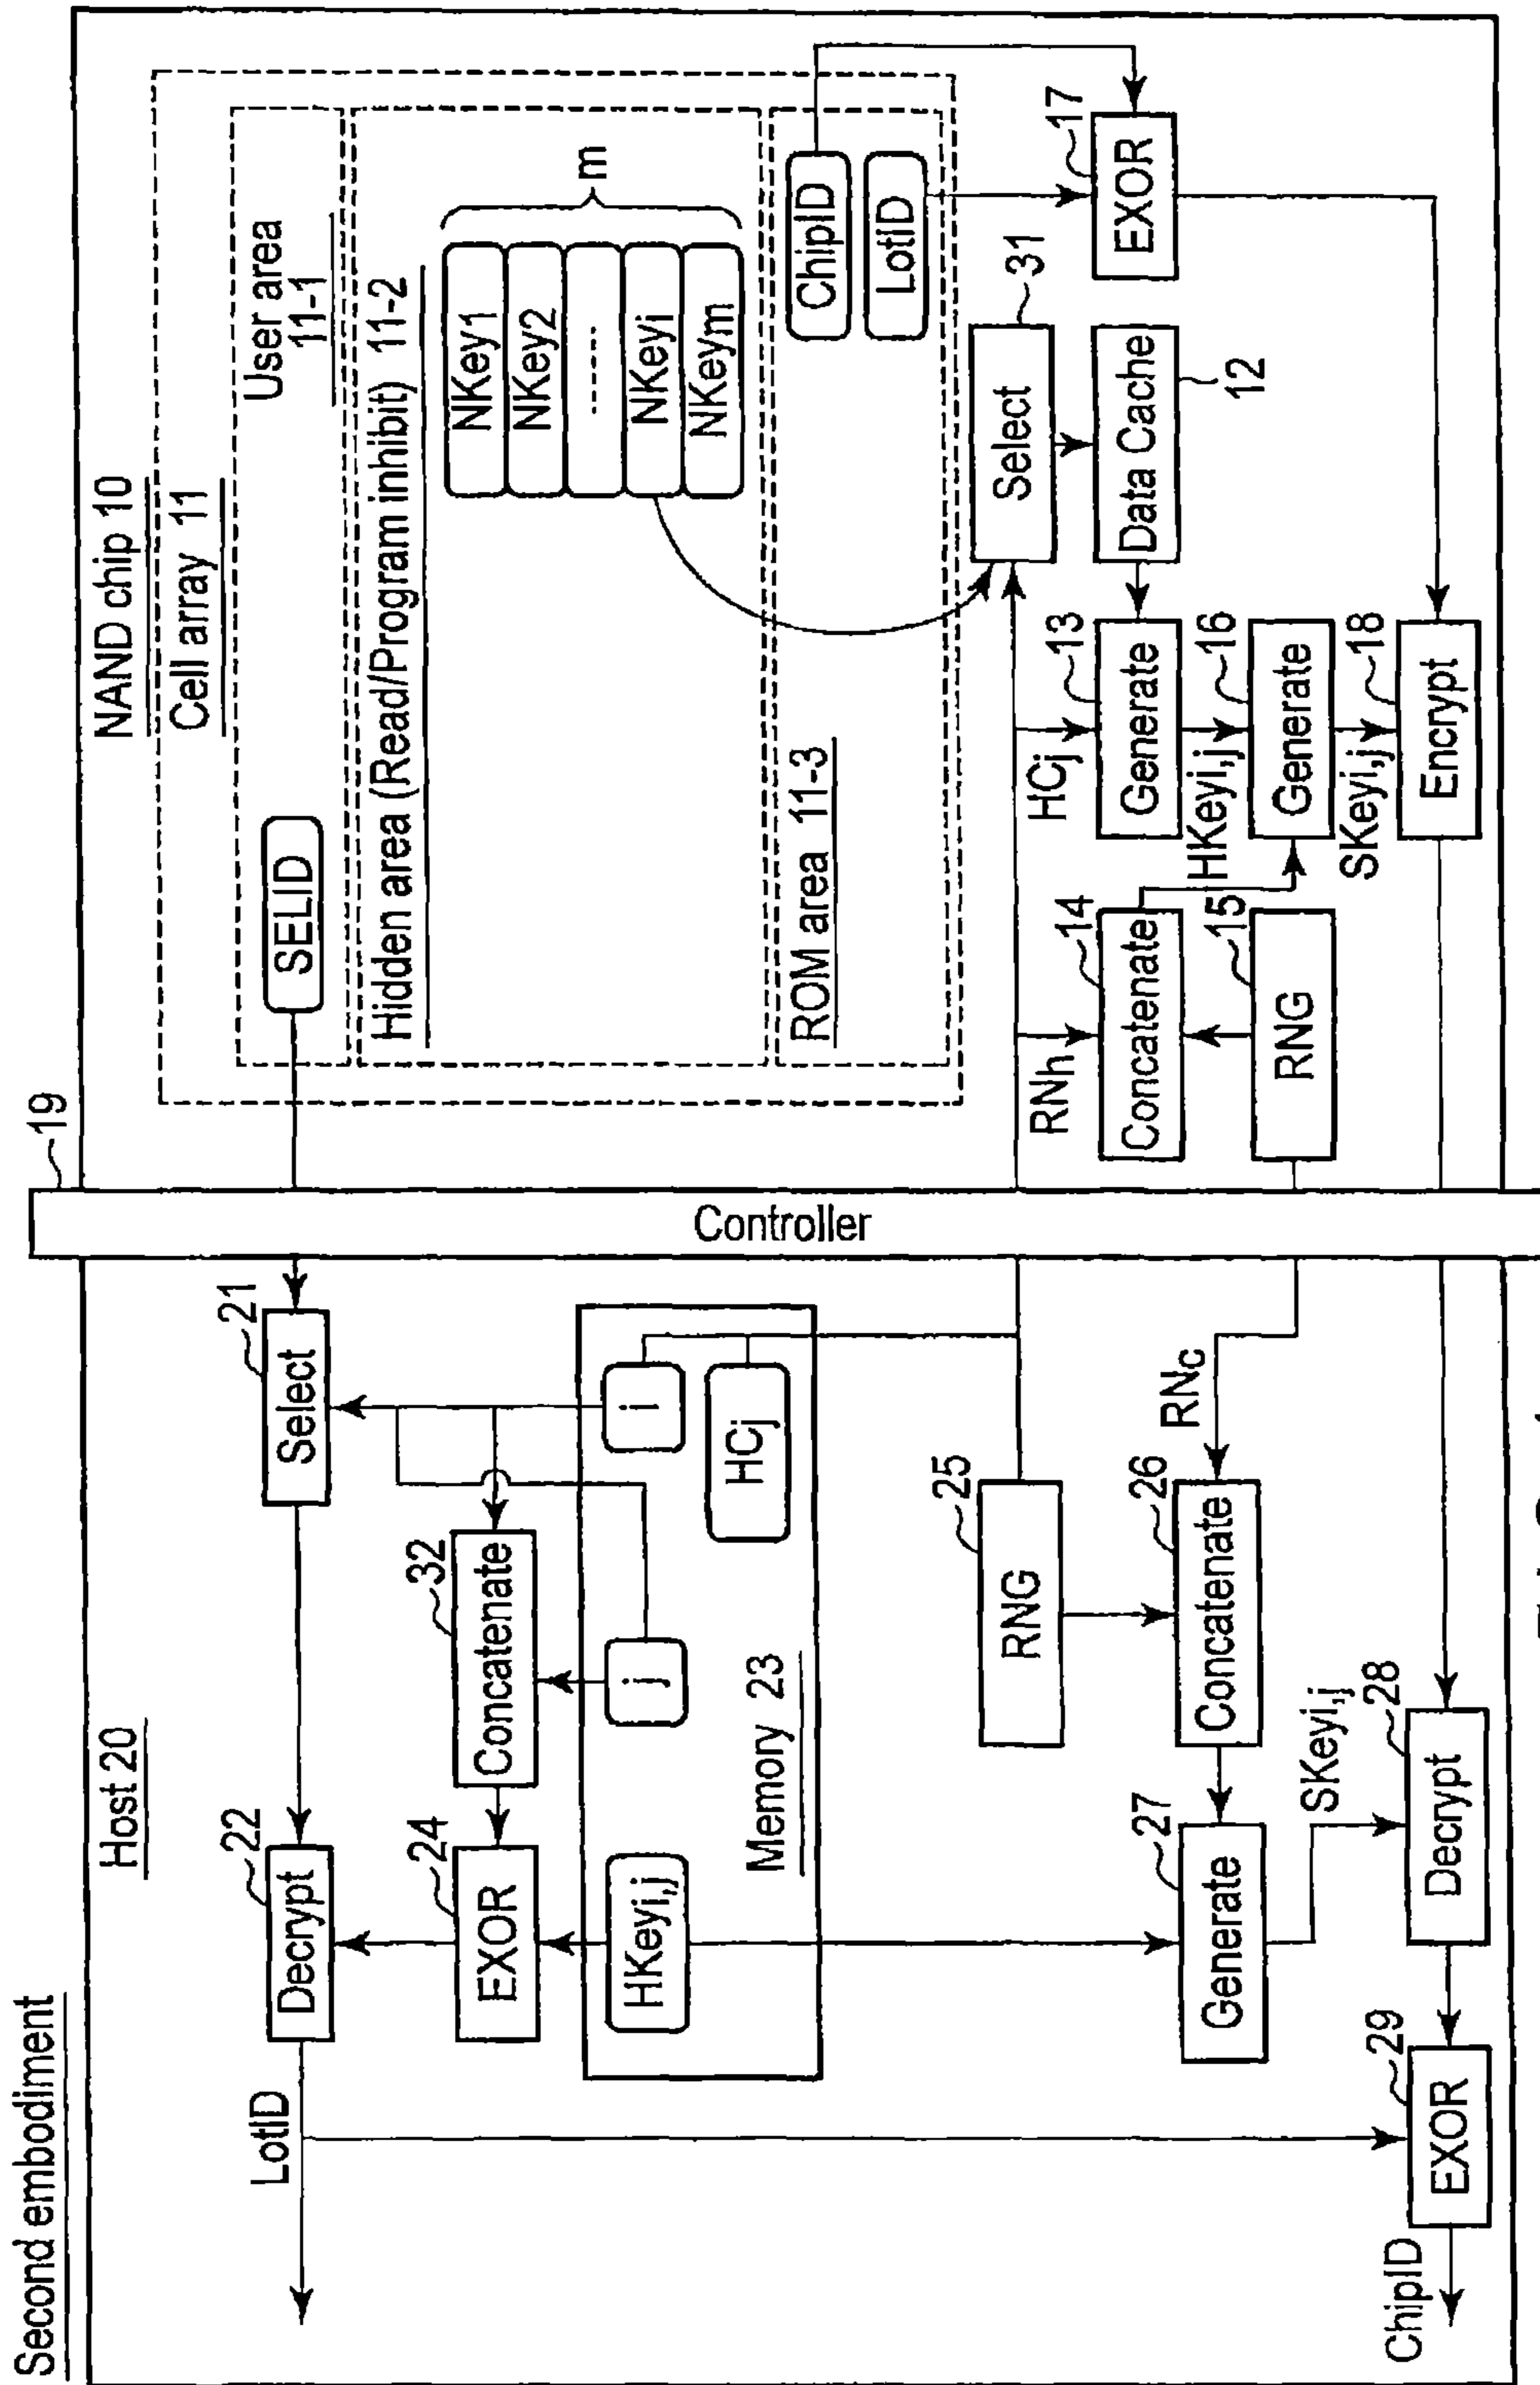 Second embodiment
Host 20
LotID
22
Decrypt
21
Select
24
EXOR
32
Concatenate
HKeyi,j
j
i
HCj
Memory 23
25
RNG
26
Concatenate
RNc
27
Generate
SKeyi,j
28
Decrypt
29
EXOR
ChipID
19
Controller
NAND chip 10
Cell array 11
User area
11-1
SELID
Hidden area (Read/Program inhibit) 11-2
NKey1
NKey2
NKeyi
NKeym
m
ROM area 11-3
ChipID
LotID
31
Select
Data Cache
12
17
EXOR
RNh
14
Concatenate
15
RNG
HCj
13
Generate
HKeyi,j
16
Generate
SKeyi,j
18
Encrypt